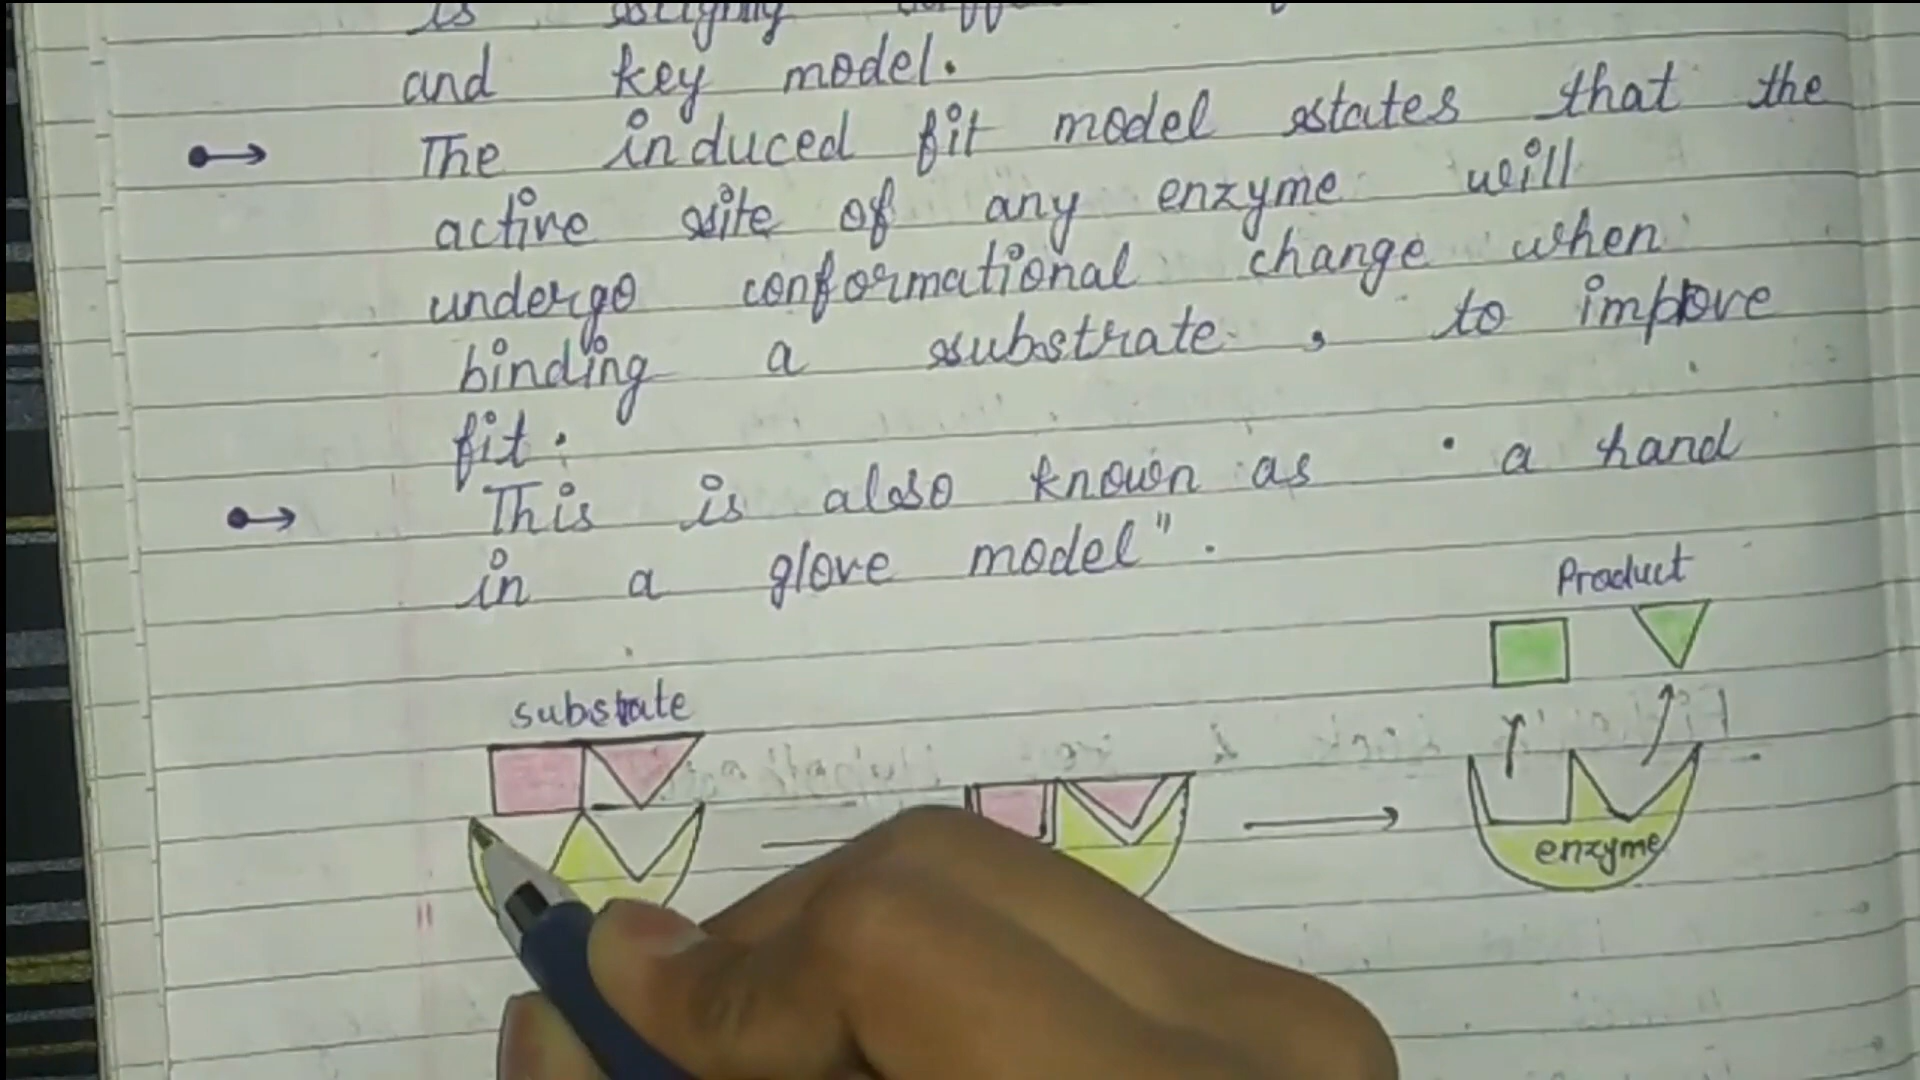 is
and key model.
The induced fit model states that the
active site of any enzyme will
undergo conformational change when
binding a substrate, to improve
fit.
This is also known as " a hand
in a glove model".
Product
substrate
enzyme